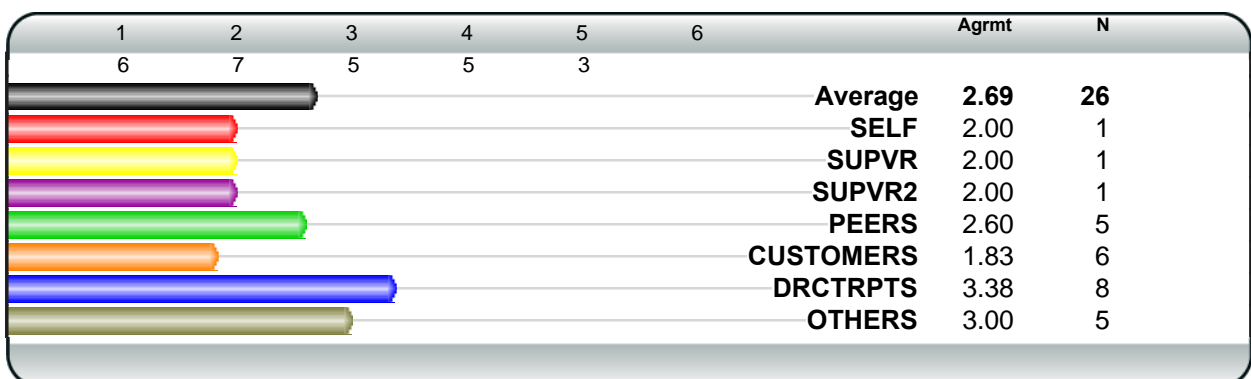 1 2 3 4 5 6 Agrmt N
6 7 5 5 3
Average 2.69 26
SELF 2.00 1
SUPVR 2.00 1
SUPVR2 2.00 1
PEERS 2.60 5
CUSTOMERS 1.83 6
DRCTRPTS 3.38 8
OTHERS 3.00 5